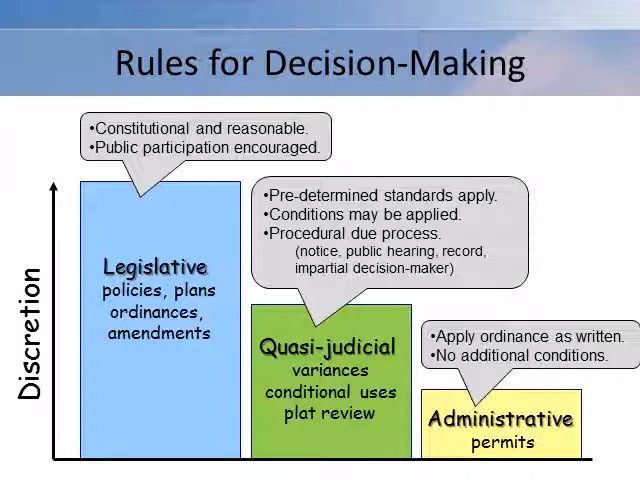 Rules for Decision-Making
•Constitutional and reasonable.
•Public participation encouraged.
•Pre-determined standards apply.
•Conditions may be applied.
•Procedural due process.
(notice, public hearing, record,
impartial decision-maker)
•Apply ordinance as written.
•No additional conditions.
Discretion
Legislative
policies, plans
ordinances,
amendments
Quasi-judicial
variances
conditional uses
plat review
Administrative
permits